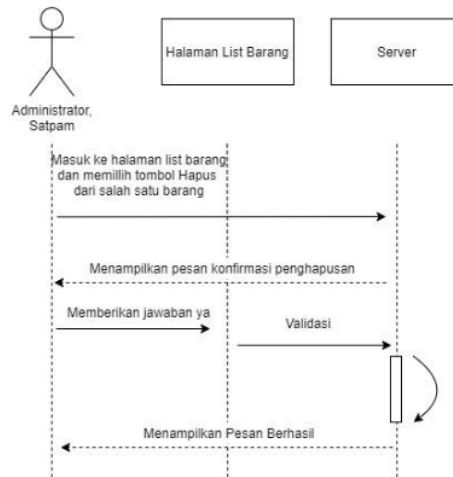 Halaman List Barang
Server
Administrator,
Satpam
Masuk ke halaman list barang
dan memillih tombol Hapus
dari salah satu barang
Menampilkan pesan konfirmasi penghapusan
Memberikan jawaban ya
Validasi
Menampilkan Pesan Berhasil